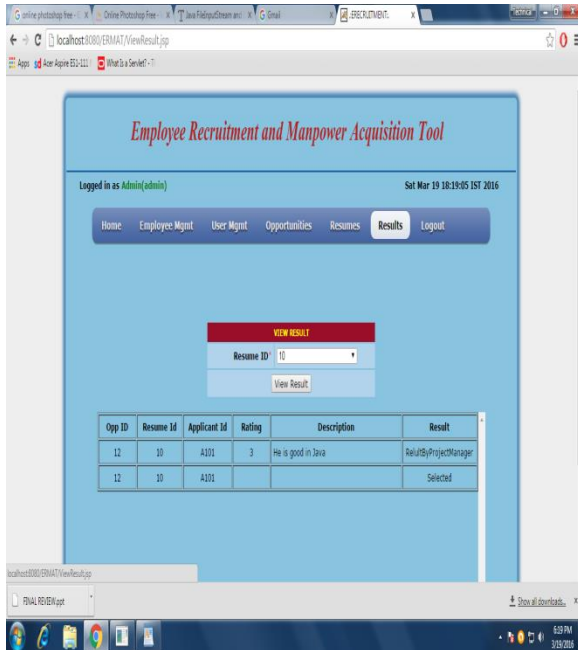 online photoshop free - G
Online Photoshop Free -
Java FileInputStream and
Gmail
:ERECRUITMENT:
localhost:8080/ERMAT/ViewResult.jsp
Apps
Acer Aspire ES1-111
What Is a Servlet? -
Employee Recruitment and Manpower Acquisition Tool
Logged in as Admin(admin)
Sat Mar 19 18:19:05 IST 2016
Home Employee Mgmt User Mgmt Opportunities Resumes Results Logout
VIEW RESULT
Resume ID* 10
View Result
Opp ID Resume Id Applicant Id Rating Description Result
12 10 A101 3 He is good in Java RelultByProjectManager
12 10 A101 Selected
localhost:8080/ERMAT/ViewResult.jsp
FINAL REVIEW.ppt
Show all downloads...
6:19 PM
3/19/2016